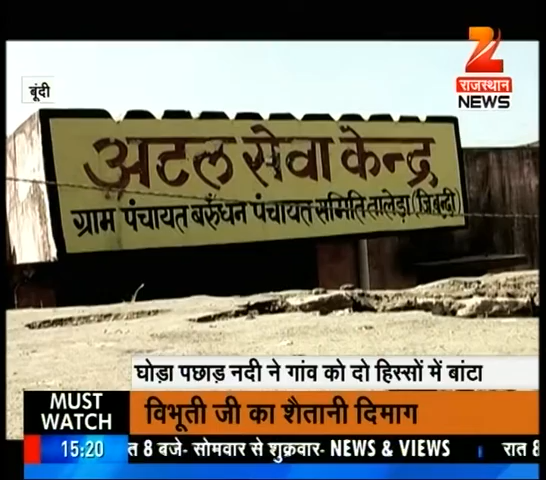 राजस्थान
NEWS
बूंदी
अटल सेवा केन्द्र
ग्राम पंचायत बरुंधन पंचायत समिति तालेड़ा (जि.बून्दी)
घोड़ा पछाड़ नदी ने गांव को दो हिस्सों में बांटा
MUST WATCH
विभूती जी का शैतानी दिमाग
15:20
त 8 बजे- सोमवार से शुक्रवार- NEWS & VIEWS रात 8